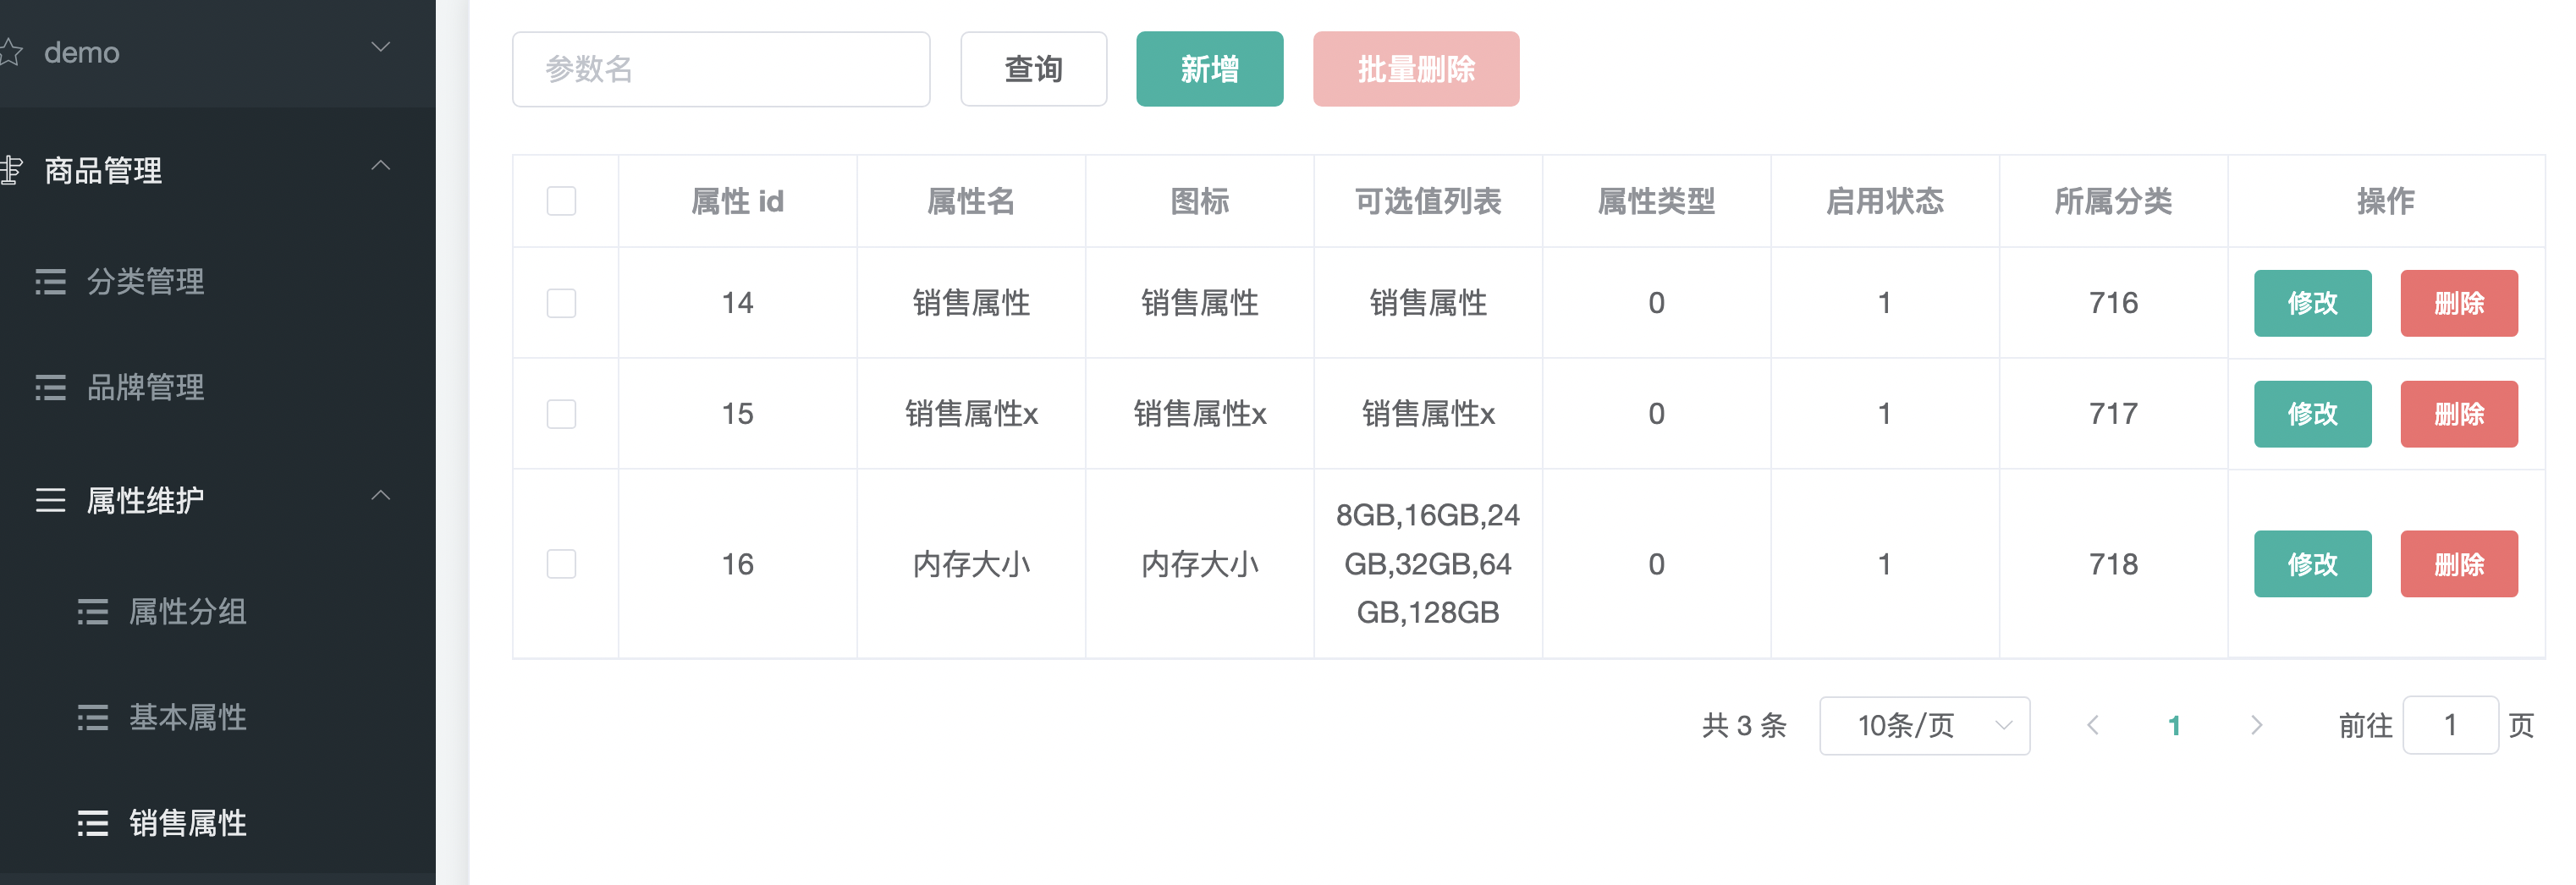 demo
商品管理
分类管理
品牌管理
属性维护
属性分组
基本属性
销售属性
参数名 查询 新增 批量删除
属性 id 属性名 图标 可选值列表 属性类型 启用状态 所属分类 操作
14 销售属性 销售属性 销售属性 0 1 716 修改 删除
15 销售属性x 销售属性x 销售属性x 0 1 717 修改 删除
16 内存大小 内存大小 8GB,16GB,24
GB,32GB,64
GB,128GB 0 1 718 修改 删除
共 3 条 10条/页 1 前往 1 页